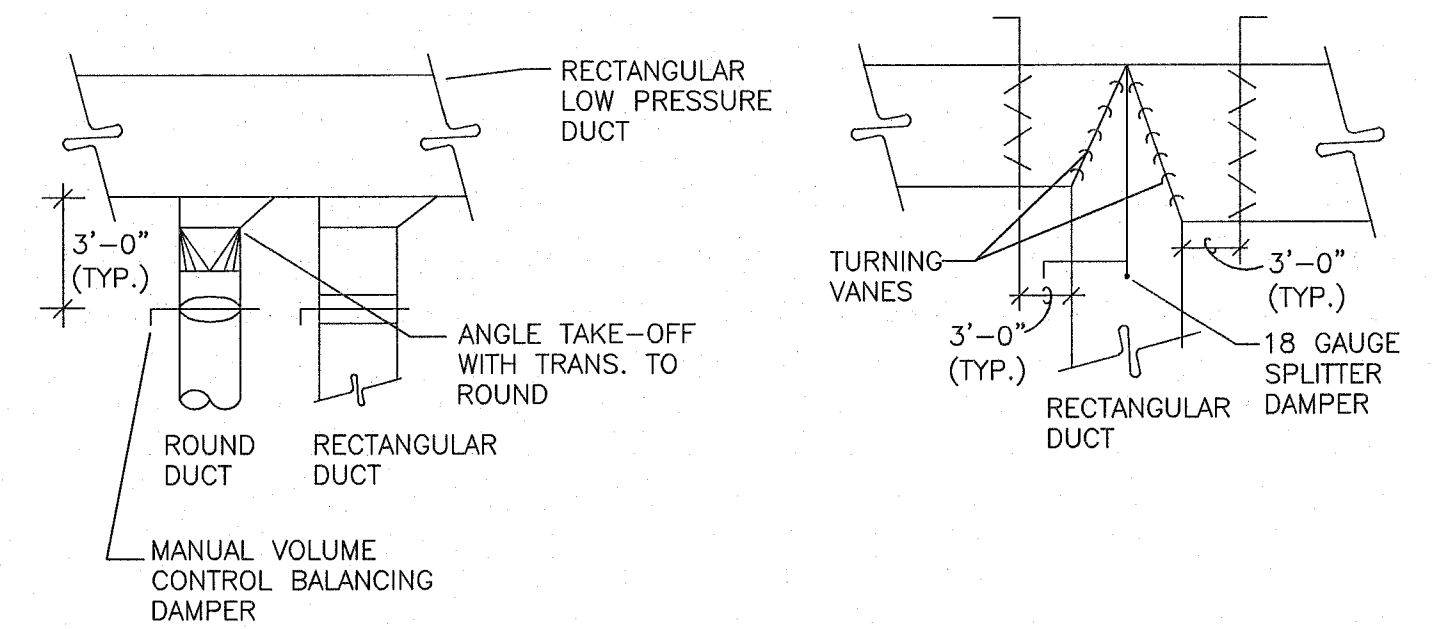 RECTANGULAR
LOW PRESSURE
DUCT
3'-0"
(TYP.)
ANGLE TAKE-OFF
WITH TRANS. TO
ROUND
ROUND
DUCT
RECTANGULAR
DUCT
MANUAL VOLUME
CONTROL BALANCING
DAMPER
TURNING
VANES
3'-0"
(TYP.)
3'-0"
(TYP.)
18 GAUGE
SPLITTER
DAMPER
RECTANGULAR
DUCT